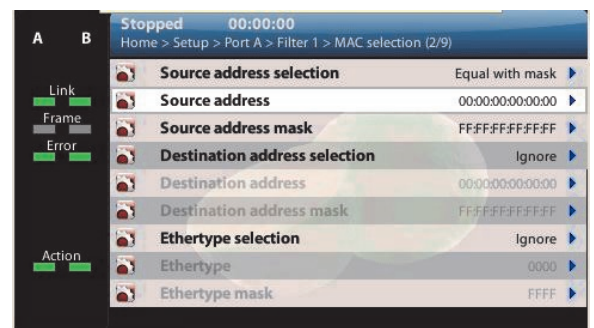 A B
Stopped 00:00:00
Home > Setup > Port A > Filter 1 > MAC selection (2/9)
Source address selection Equal with mask
Link
Source address 00:00:00:00:00:00
Frame
Source address mask FF:FF:FF:FF:FF:FF
Error
Destination address selection Ignore
Destination address 00:00:00:00:00:00
Destination address mask FF:FF:FF:FF:FF:FF
Ethertype selection Ignore
Action
Ethertype 0000
Ethertype mask FFFF